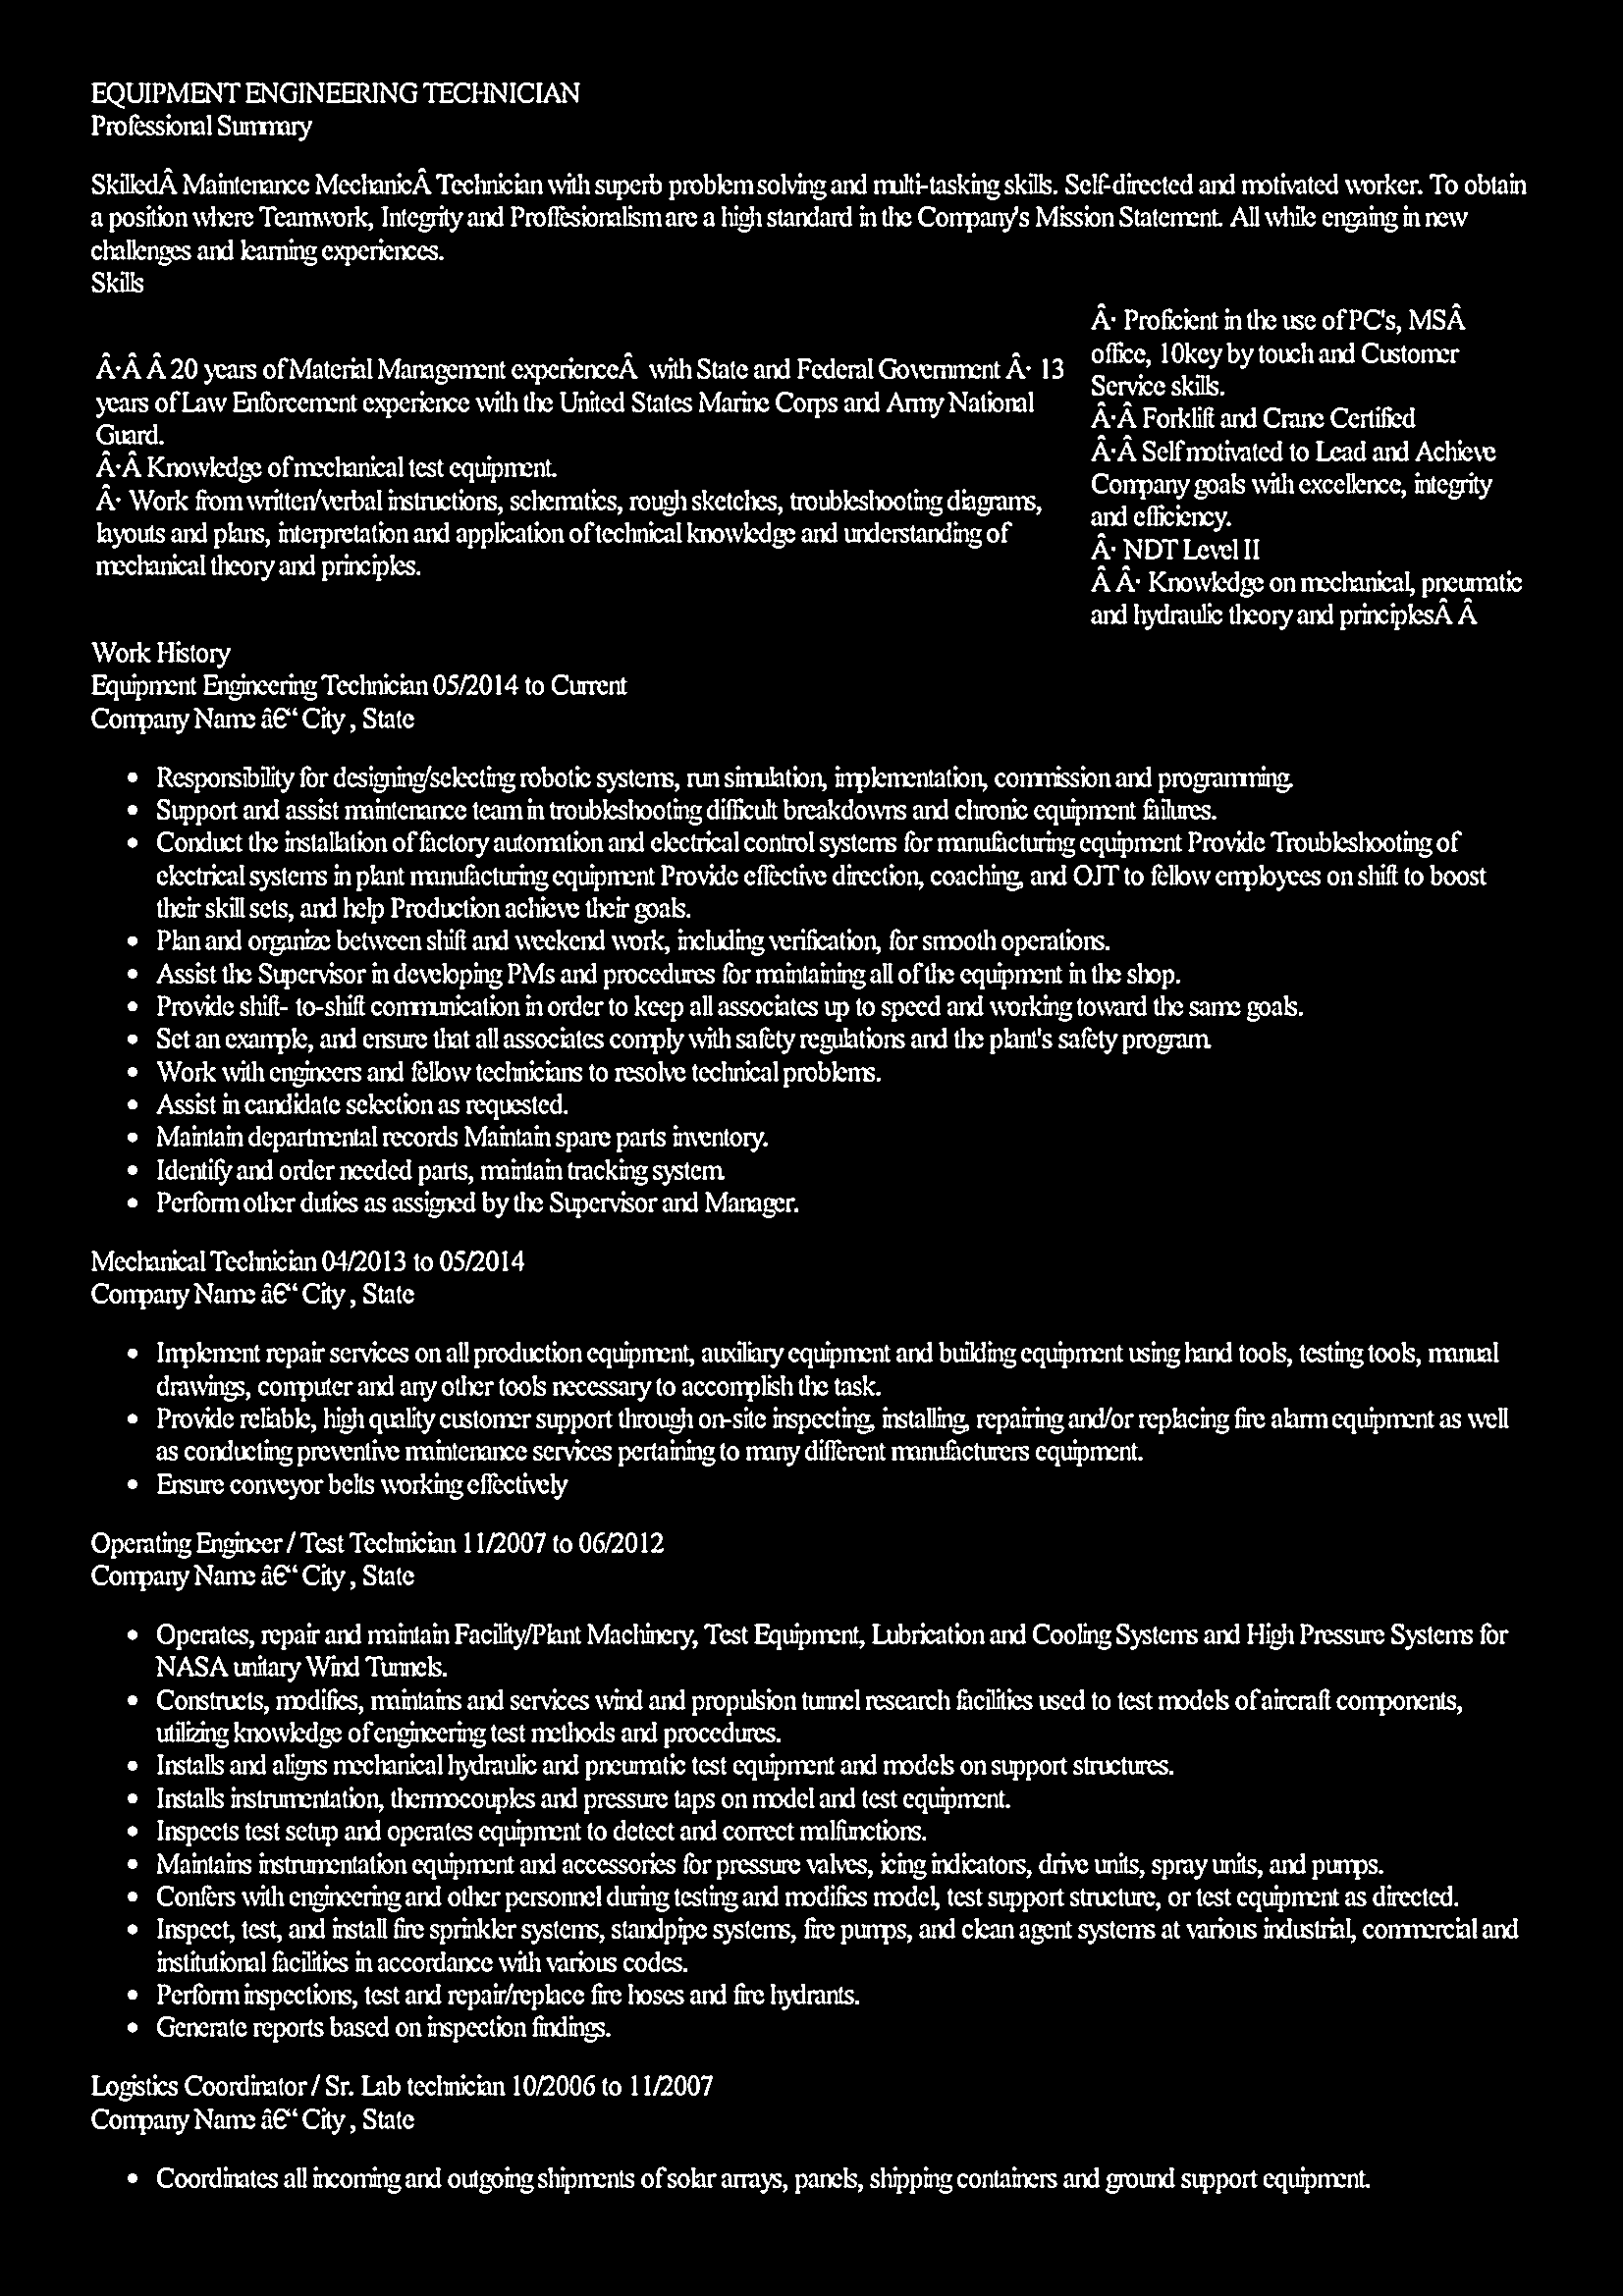 EQUIPMENT ENGINEERING TECHNICIAN
Professional Summary
SkilledÂ Maintenance MechanicÂ Technician with superb problem solving and multi-tasking skills. Self-directed and motivated worker. To obtain
a position where Teamwork, Integrity and Proffesionalism are a high standard in the Company's Mission Statement. All while engaing in new
challenges and learning experiences.
Skills
Â·Â Â 20 years of Material Management experienceÂ  with State and Federal Government Â· 13
years of Law Enforcement experience with the United States Marine Corps and Army National
Guard.
Â·Â Knowledge of mechanical test equipment.
Â· Work from written/verbal instructions, schematics, rough sketches, troubleshooting diagrams,
layouts and plans, interpretation and application of technical knowledge and understanding of
mechanical theory and principles.
Â· Proficient in the use of PC's, MSÂ
office, 10key by touch and Customer
Service skills.
Â·Â Forklift and Crane Certified
Â·Â Self motivated to Lead and Achieve
Company goals with excellence, integrity
and efficiency.
Â· NDT Level II
Â Â· Knowledge on mechanical, pneumatic
and hydraulic theory and principlesÂ Â
Work History
Equipment Engineering Technician 05/2014 to Current
Company Name â€“ City , State
• Responsibility for designing/selecting robotic systems, run simulation, implementation, commission and programming.
• Support and assist maintenance team in troubleshooting difficult breakdowns and chronic equipment failures.
• Conduct the installation of factory automation and electrical control systems for manufacturing equipment Provide Troubleshooting of
electrical systems in plant manufacturing equipment Provide effective direction, coaching, and OJT to fellow employees on shift to boost
their skill sets, and help Production achieve their goals.
• Plan and organize between shift and weekend work, including verification, for smooth operations.
• Assist the Supervisor in developing PMs and procedures for maintaining all of the equipment in the shop.
• Provide shift- to-shift communication in order to keep all associates up to speed and working toward the same goals.
• Set an example, and ensure that all associates comply with safety regulations and the plant's safety program.
• Work with engineers and fellow technicians to resolve technical problems.
• Assist in candidate selection as requested.
• Maintain departmental records Maintain spare parts inventory.
• Identify and order needed parts, maintain tracking system.
• Perform other duties as assigned by the Supervisor and Manager.
Mechanical Technician 04/2013 to 05/2014
Company Name â€“ City , State
• Implement repair services on all production equipment, auxiliary equipment and building equipment using hand tools, testing tools, manual
drawings, computer and any other tools necessary to accomplish the task.
• Provide reliable, high quality customer support through on-site inspecting, installing, repairing and/or replacing fire alarm equipment as well
as conducting preventive maintenance services pertaining to many different manufacturers equipment.
• Ensure conveyor belts working effectively
Operating Engineer / Test Technician 11/2007 to 06/2012
Company Name â€“ City , State
• Operates, repair and maintain Facility/Plant Machinery, Test Equipment, Lubrication and Cooling Systems and High Pressure Systems for
NASA unitary Wind Tunnels.
• Constructs, modifies, maintains and services wind and propulsion tunnel research facilities used to test models of aircraft components,
utilizing knowledge of engineering test methods and procedures.
• Installs and aligns mechanical hydraulic and pneumatic test equipment and models on support structures.
• Installs instrumentation, thermocouples and pressure taps on model and test equipment.
• Inspects test setup and operates equipment to detect and correct malfunctions.
• Maintains instrumentation equipment and accessories for pressure valves, icing indicators, drive units, spray units, and pumps.
• Confers with engineering and other personnel during testing and modifies model, test support structure, or test equipment as directed.
• Inspect, test, and install fire sprinkler systems, standpipe systems, fire pumps, and clean agent systems at various industrial, commercial and
institutional facilities in accordance with various codes.
• Perform inspections, test and repair/replace fire hoses and fire hydrants.
• Generate reports based on inspection findings.
Logistics Coordinator / Sr. Lab technician 10/2006 to 11/2007
Company Name â€“ City , State
• Coordinates all incoming and outgoing shipments of solar arrays, panels, shipping containers and ground support equipment.